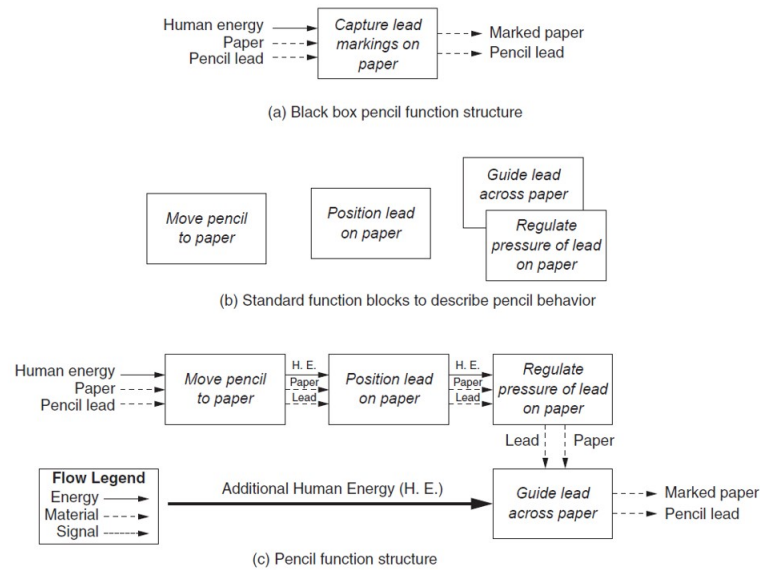 Human energy
Paper
Pencil lead
Capture lead
markings on
paper
Marked paper
Pencil lead
(a) Black box pencil function structure
Move pencil
to paper
Position lead
on paper
Guide lead
across paper
Regulate
pressure of lead
on paper
(b) Standard function blocks to describe pencil behavior
Human energy
Paper
Pencil lead
Move pencil
to paper
H. E.
Paper
Lead
Position lead
on paper
H. E.
Paper
Lead
Regulate
pressure of lead
on paper
Lead
Paper
Flow Legend
Energy
Material
Signal
Additional Human Energy (H. E.)
Guide lead
across paper
Marked paper
Pencil lead
(c) Pencil function structure